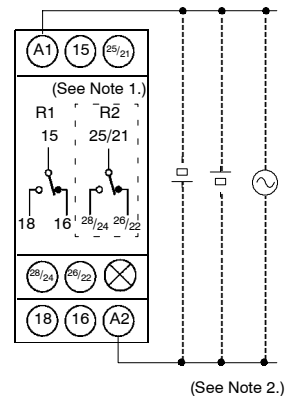 A1 15 25/21
(See Note 1.)
R1 R2
15 25/21
18 16 28/24 26/22
28/24 26/22
18 16 A2
(See Note 2.)